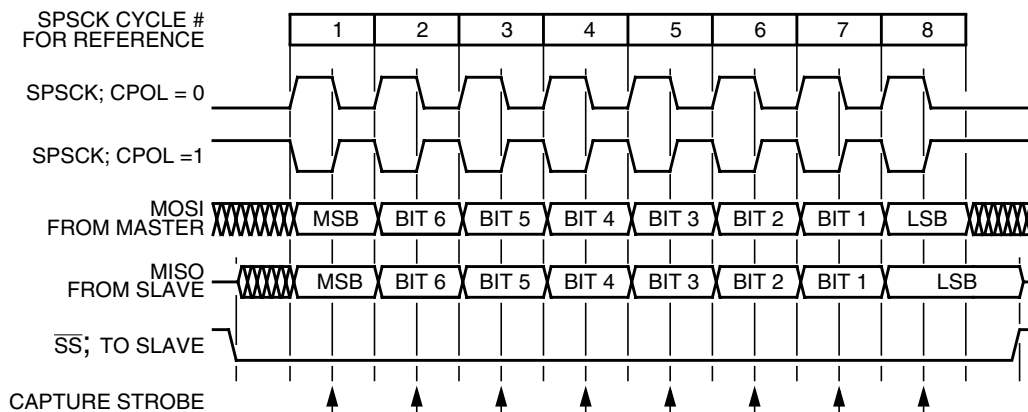 SPSCK CYCLE #
FOR REFERENCE
1 2 3 4 5 6 7 8
SPSCK; CPOL = 0
SPSCK; CPOL =1
MOSI
FROM MASTER
MSB BIT 6 BIT 5 BIT 4 BIT 3 BIT 2 BIT 1 LSB
MISO
FROM SLAVE
MSB BIT 6 BIT 5 BIT 4 BIT 3 BIT 2 BIT 1 LSB
SS; TO SLAVE
CAPTURE STROBE